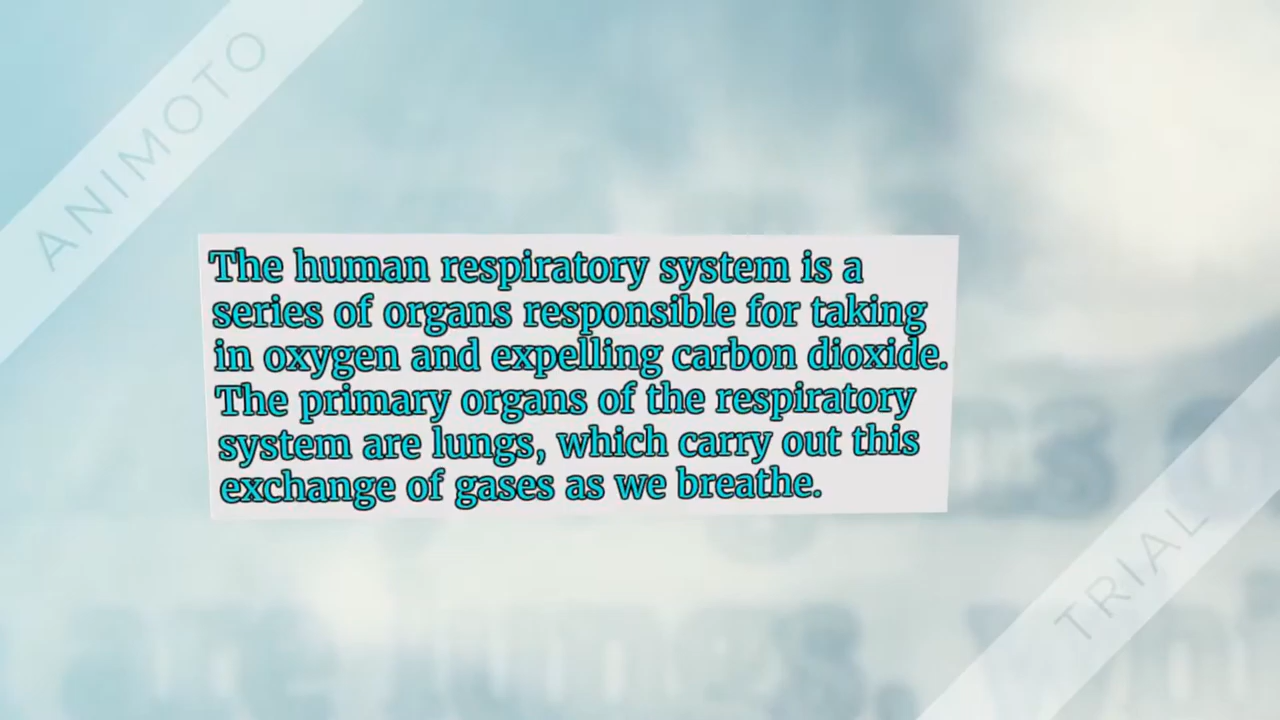 ANIMOTO
The human respiratory system is a
series of organs responsible for taking
in oxygen and expelling carbon dioxide.
The primary organs of the respiratory
system are lungs, which carry out this
exchange of gases as we breathe.
TRIAL